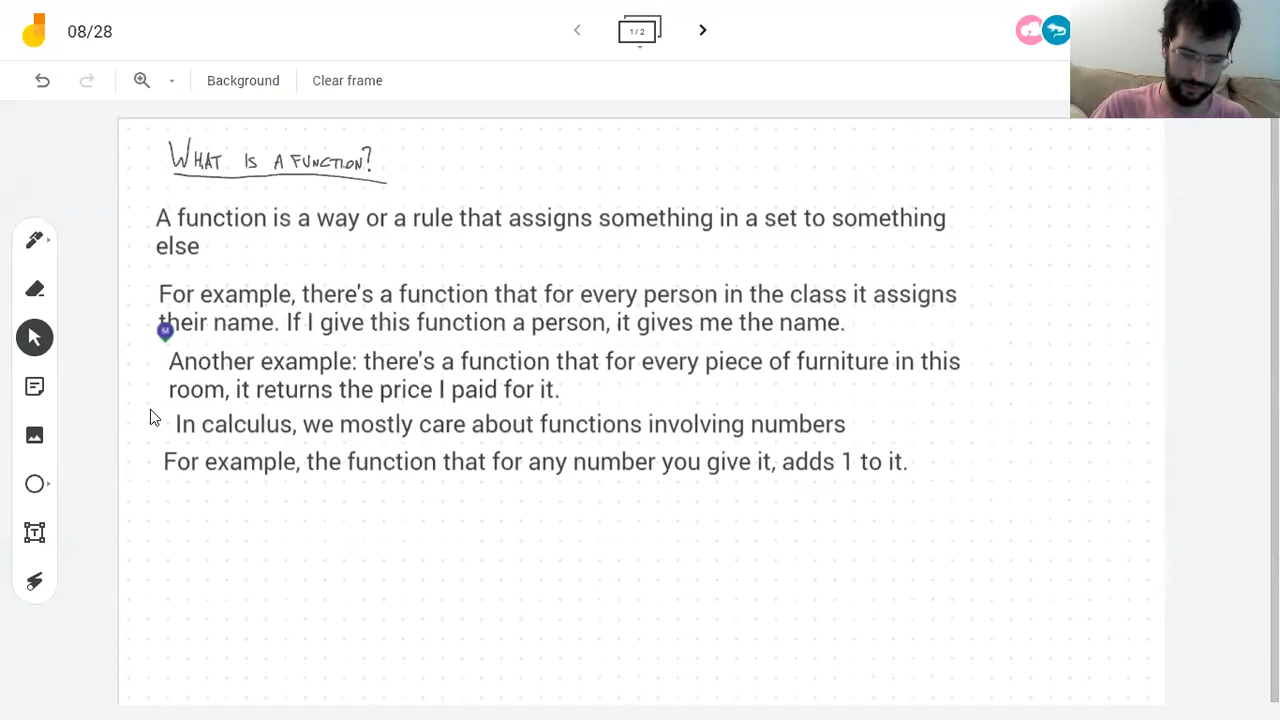 08/28
1 / 2
Background
Clear frame
WHAT IS A FUNCTION?
A function is a way or a rule that assigns something in a set to something
else
For example, there's a function that for every person in the class it assigns
their name. If I give this function a person, it gives me the name.
M
Another example: there's a function that for every piece of furniture in this
room, it returns the price I paid for it.
In calculus, we mostly care about functions involving numbers
For example, the function that for any number you give it, adds 1 to it.
T